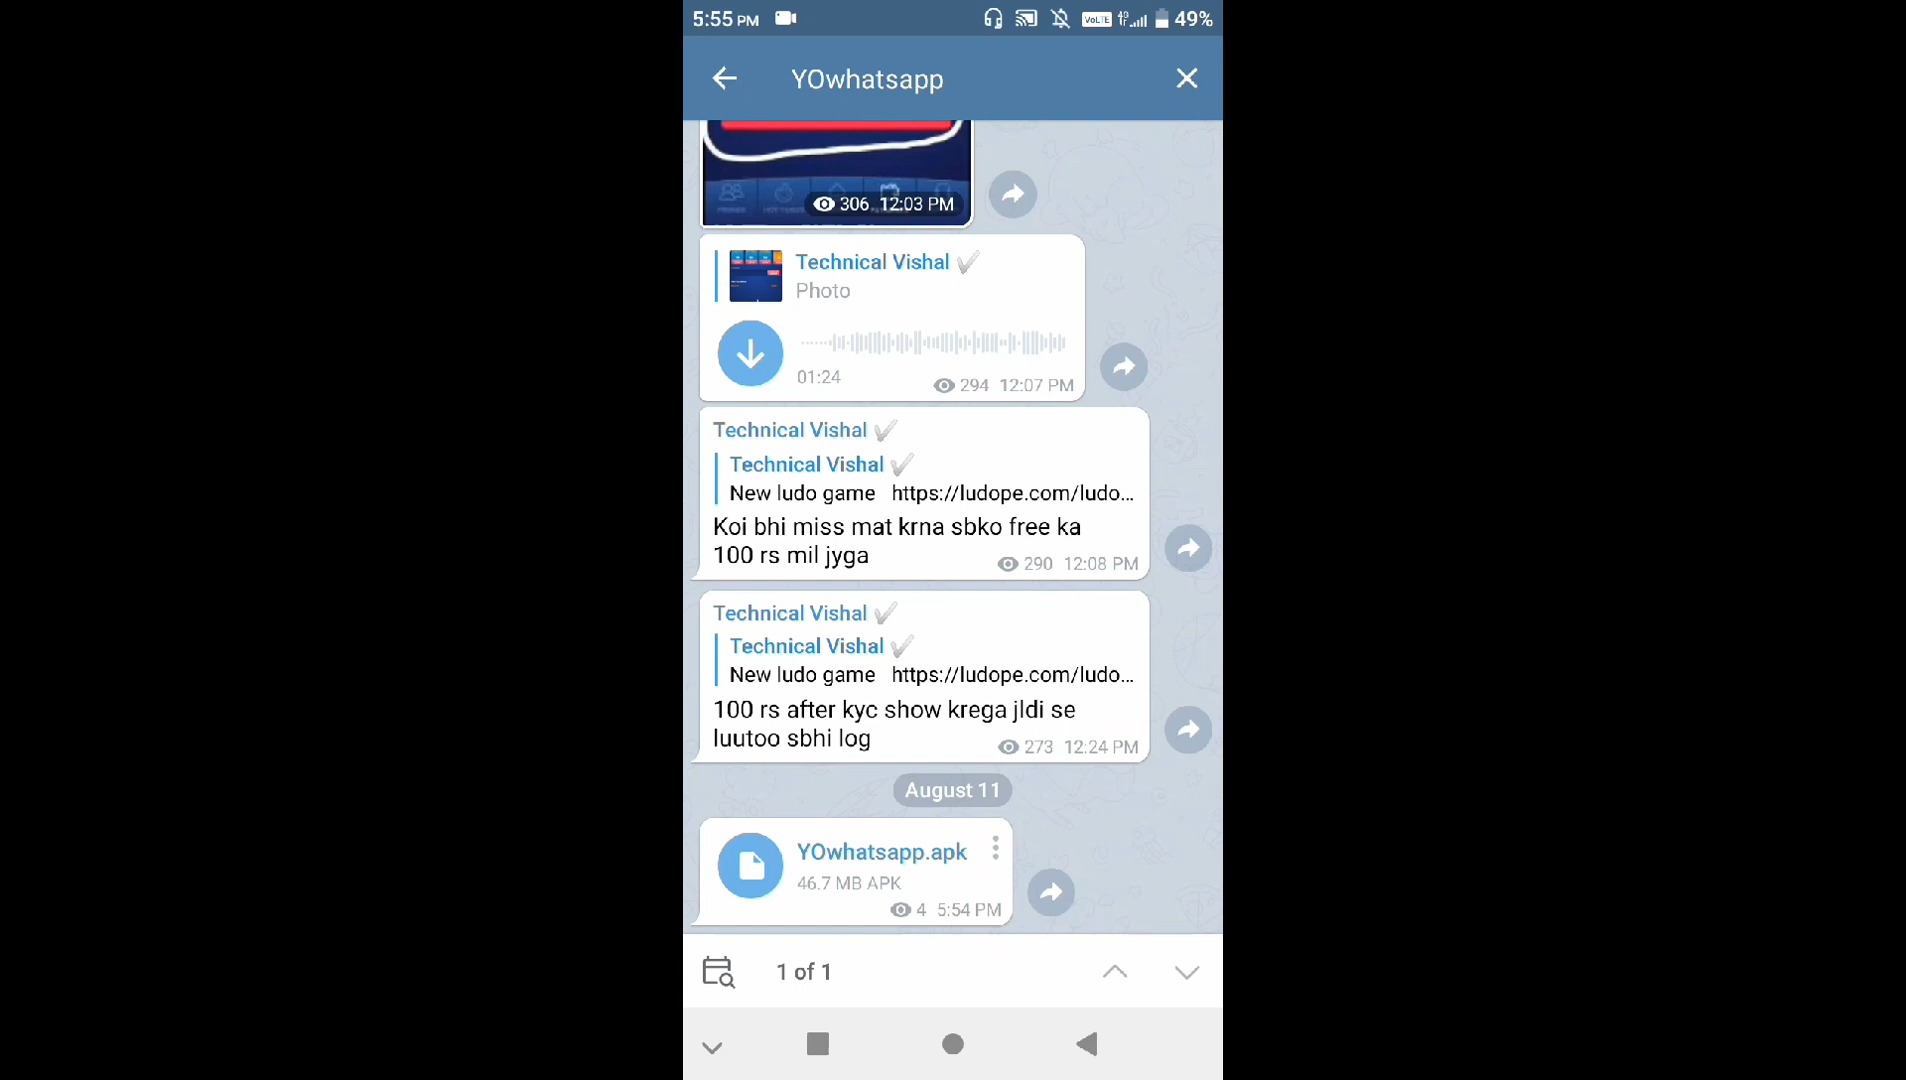 5:55 PM
VoLTE 4G 49%
YOwhatsapp
306 12:03 PM
Technical Vishal
Photo
01:24
294 12:07 PM
Technical Vishal
Technical Vishal
New ludo game https://ludope.com/ludo...
Koi bhi miss mat krna sbko free ka
100 rs mil jyga
290 12:08 PM
Technical Vishal
Technical Vishal
New ludo game https://ludope.com/ludo...
100 rs after kyc show krega jldi se
luutoo sbhi log
273 12:24 PM
August 11
YOwhatsapp.apk
46.7 MB APK
4 5:54 PM
1 of 1